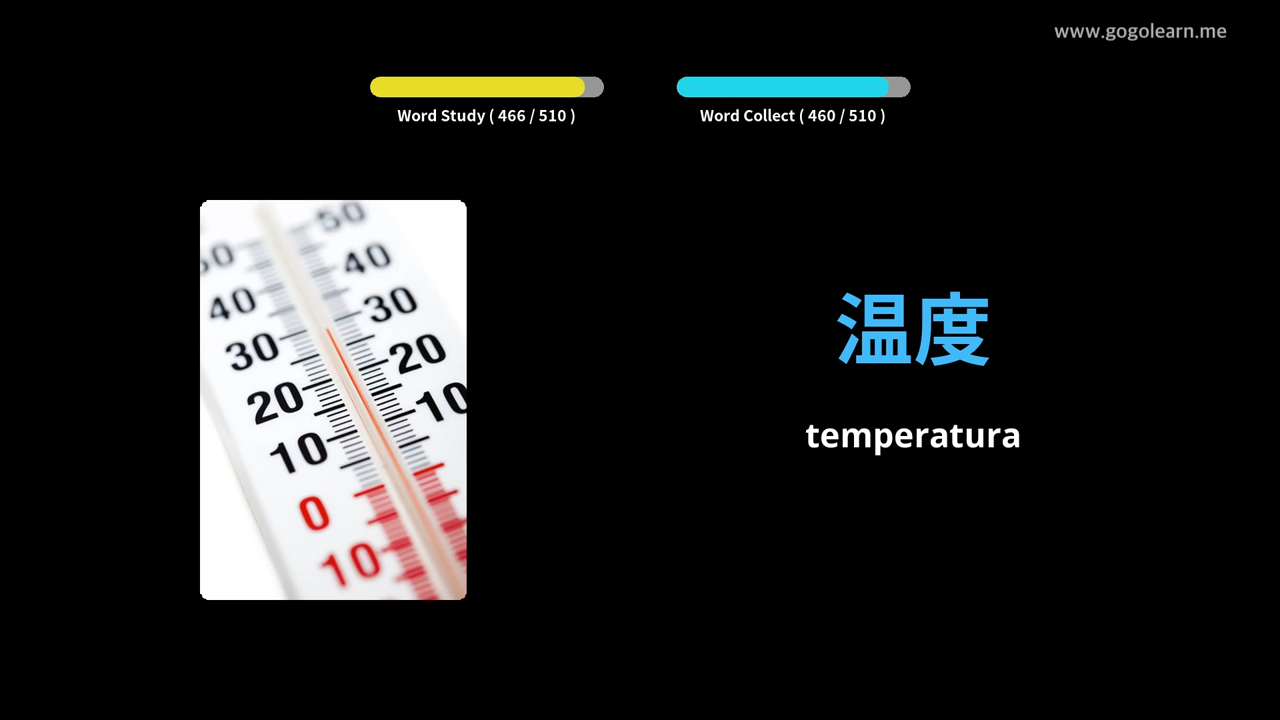 www.gogolearn.me
Word Study ( 466 / 510 )
Word Collect ( 460 / 510 )
50
50
40
40
30
30
20
20
10
10
0
10
温度
temperatura